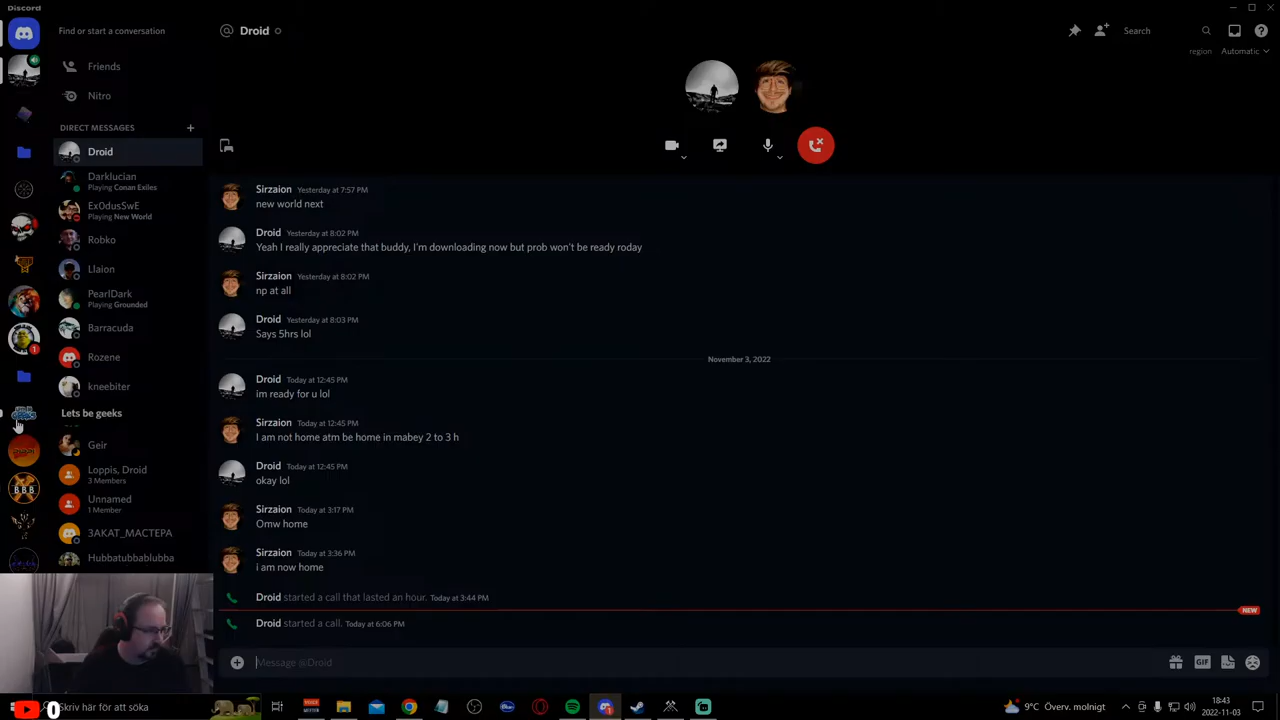 Discord
Find or start a conversation
Friends
Nitro
DIRECT MESSAGES
Droid
Darklucian
Playing Conan Exiles
Ex0dusSwE
Playing New World
Robko
Llaion
PearlDark
Playing Grounded
Barracuda
Rozene
kneebiter
Lets be geeks
Geir
Loppis, Droid
3 Members
Unnamed
1 Member
3AKAT_MACTEPA
Hubbatubbablubba
1
BBB
Droid
Search
region Automatic
Sirzaion Yesterday at 7:57 PM
new world next
Droid Yesterday at 8:02 PM
Yeah I really appreciate that buddy, I'm downloading now but prob won't be ready roday
Sirzaion Yesterday at 8:02 PM
np at all
Droid Yesterday at 8:03 PM
Says 5hrs lol
November 3, 2022
Droid Today at 12:45 PM
im ready for u lol
Sirzaion Today at 12:45 PM
I am not home atm be home in mabey 2 to 3 h
Droid Today at 12:45 PM
okay lol
Sirzaion Today at 3:17 PM
Omw home
Sirzaion Today at 3:36 PM
i am now home
Droid started a call that lasted an hour. Today at 3:44 PM
NEW
Droid started a call. Today at 6:06 PM
Message @Droid
GIF
0
Skriv här för att söka
VOICE
9°C Överv. molnigt
18:43
2022-11-03